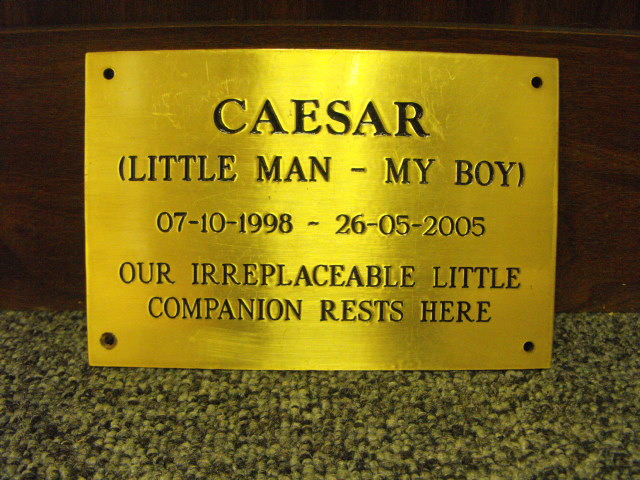 CAESAR
(LITTLE MAN - MY BOY)
07-10-1998 - 26-05-2005
OUR IRREPLACEABLE LITTLE
COMPANION RESTS HERE